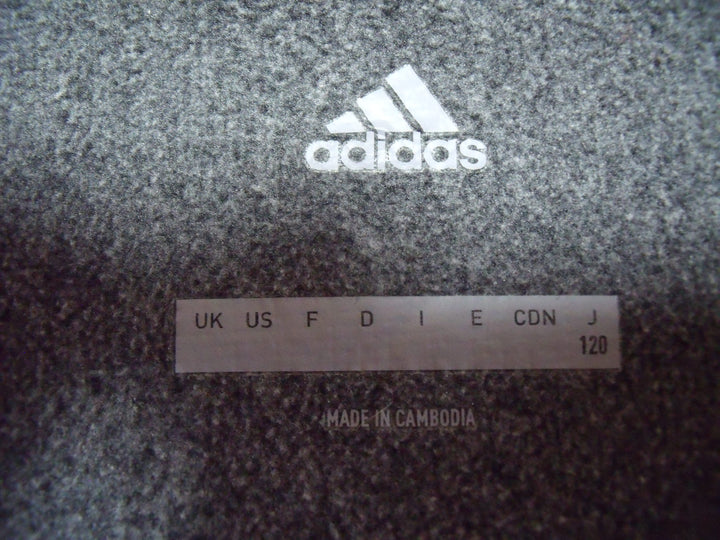 adidas
UK US F D I E CDN J
120
MADE IN CAMBODIA